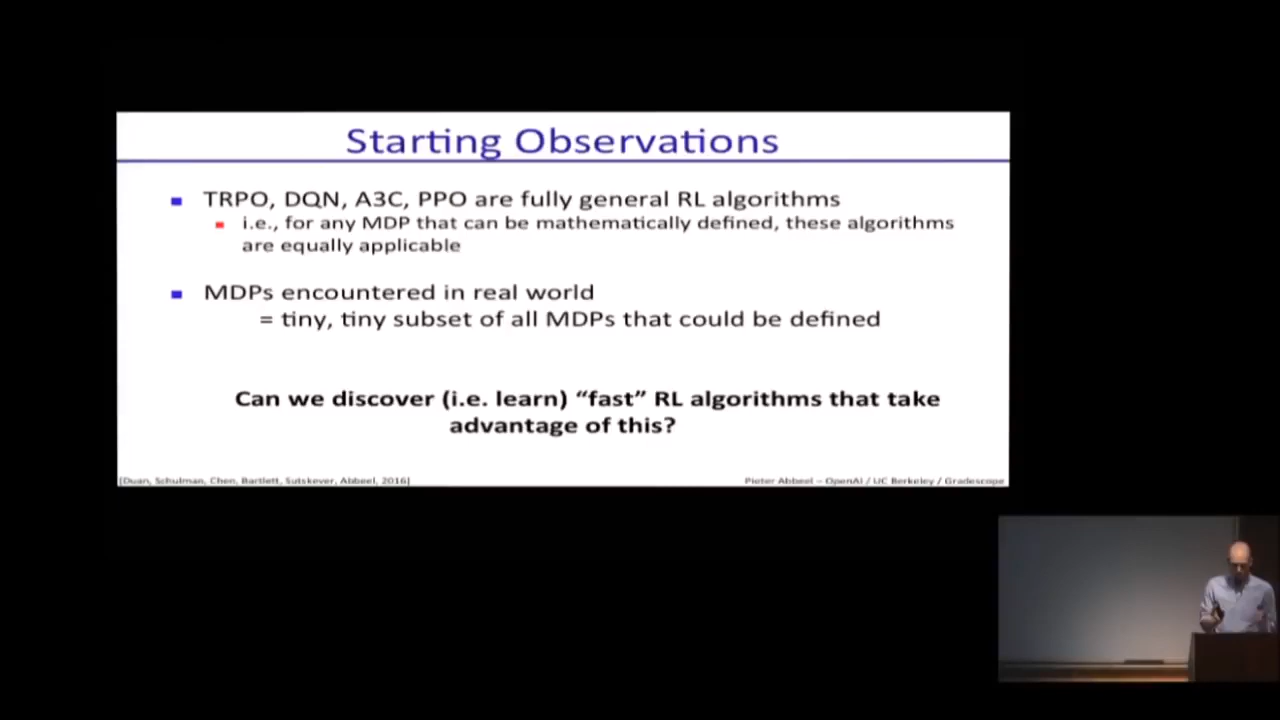 Starting Observations
TRPO, DQN, A3C, PPO are fully general RL algorithms
i.e., for any MDP that can be mathematically defined, these algorithms
are equally applicable
MDPs encountered in real world
= tiny, tiny subset of all MDPs that could be defined
Can we discover (i.e. learn) “fast” RL algorithms that take
advantage of this?
[Duan, Schulman, Chen, Bartlett, Sutskever, Abbeel, 2016]
Pieter Abbeel – OpenAI / UC Berkeley / Gradescope